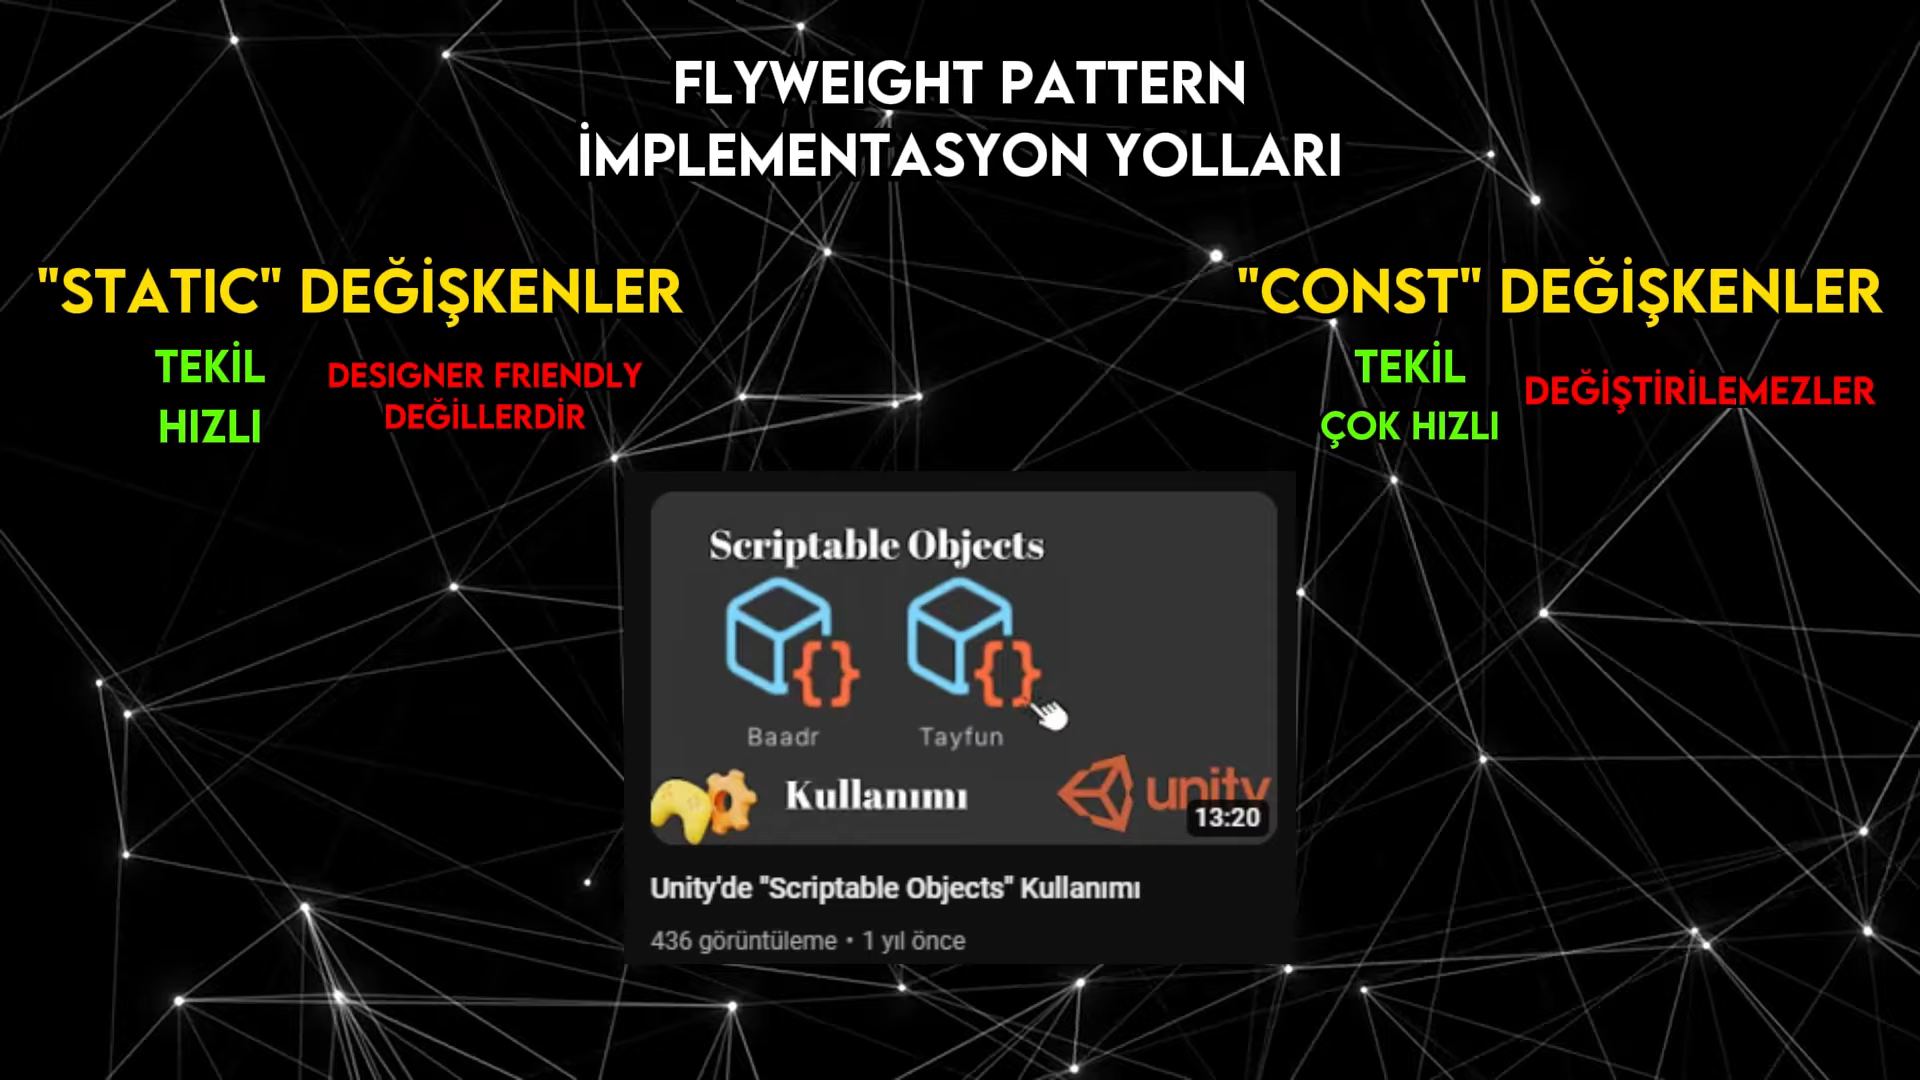 FLYWEIGHT PATTERN
İMPLEMENTASYON YOLLARI
"STATIC" DEĞİŞKENLER
TEKİL
HIZLI
DESIGNER FRIENDLY
DEĞİLLERDİR
"CONST" DEĞİŞKENLER
TEKİL
ÇOK HIZLI
DEĞİŞTİRİLEMEZLER
Scriptable Objects
{} {}
Baadr Tayfun
Kullanımı
unity
13:20
Unity'de "Scriptable Objects" Kullanımı
436 görüntüleme • 1 yıl önce